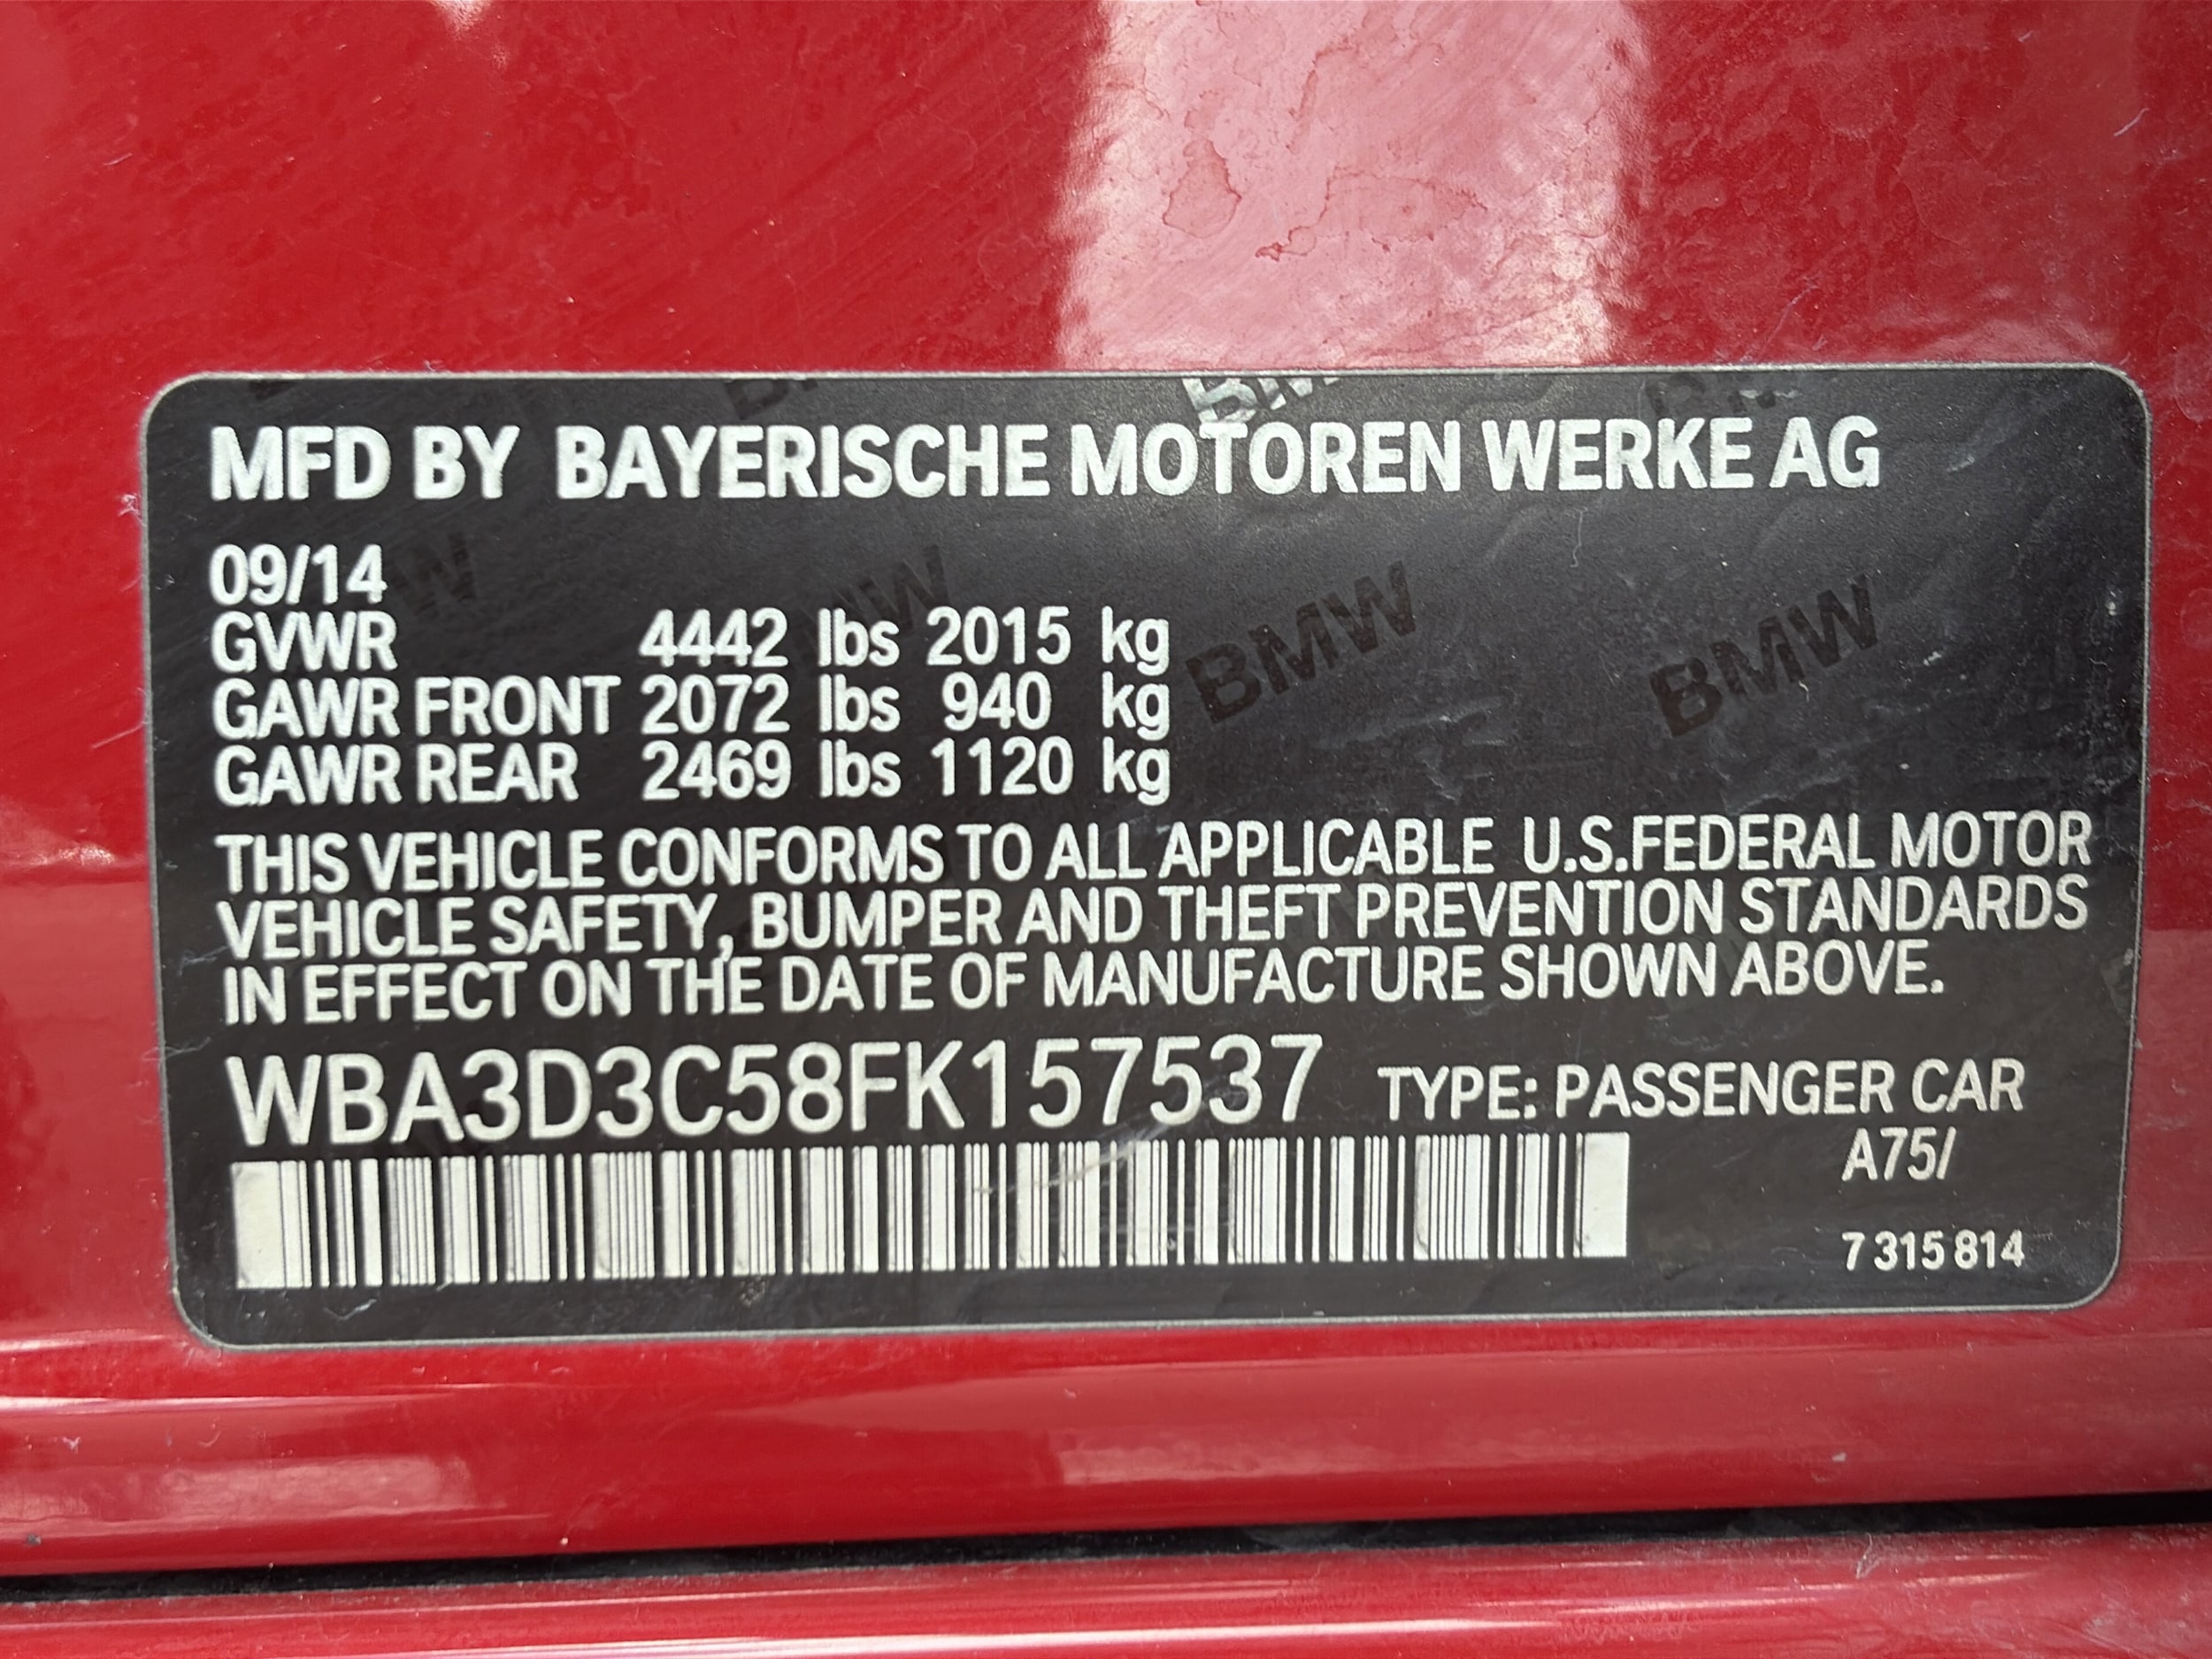 MFD BY BAYERISCHE MOTOREN WERKE AG
09/14
GVWR 4442 lbs 2015 kg
GAWR FRONT 2072 lbs 940 kg
GAWR REAR 2469 lbs 1120 kg
BMW
BMW
THIS VEHICLE CONFORMS TO ALL APPLICABLE U.S.FEDERAL MOTOR
VEHICLE SAFETY, BUMPER AND THEFT PREVENTION STANDARDS
IN EFFECT ON THE DATE OF MANUFACTURE SHOWN ABOVE.
WBA3D3C58FK157537 TYPE: PASSENGER CAR
A75/
7 315 814